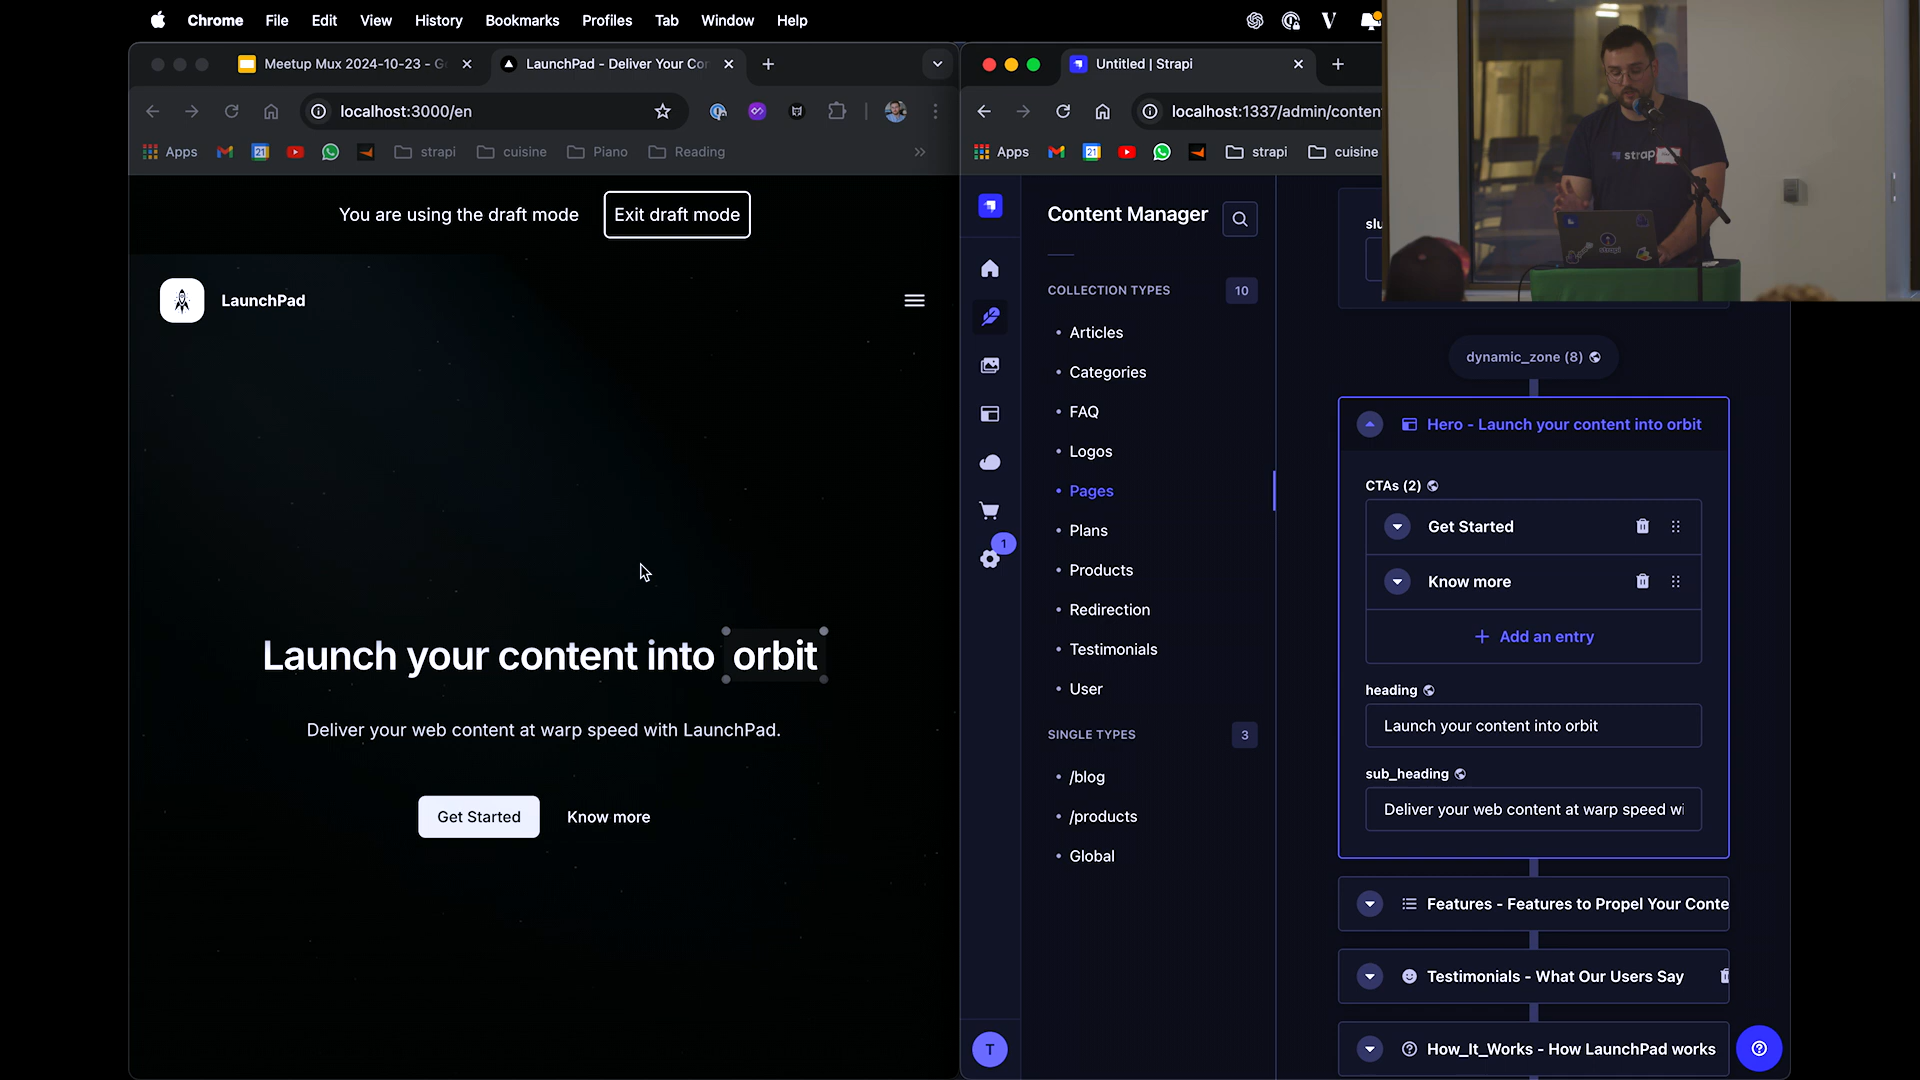 Chrome File Edit View History Bookmarks Profiles Tab Window Help
Meetup Mux 2024-10-23 - G
LaunchPad - Deliver Your Co
Untitled | Strapi
localhost:3000/en
localhost:1337/admin/conten
Apps
strapi
cuisine
Piano
Reading
Apps
strapi
cuisine
You are using the draft mode
Exit draft mode
LaunchPad
Launch your content into orbit
Deliver your web content at warp speed with LaunchPad.
Get Started
Know more
Content Manager
COLLECTION TYPES
10
Articles
Categories
FAQ
Logos
Pages
Plans
Products
Redirection
Testimonials
User
SINGLE TYPES
3
/blog
/products
Global
1
T
slu
dynamic_zone (8)
Hero - Launch your content into orbit
CTAs (2)
Get Started
Know more
Add an entry
heading
Launch your content into orbit
sub_heading
Deliver your web content at warp speed wi
Features - Features to Propel Your Conte
Testimonials - What Our Users Say
How_It_Works - How LaunchPad works
strap